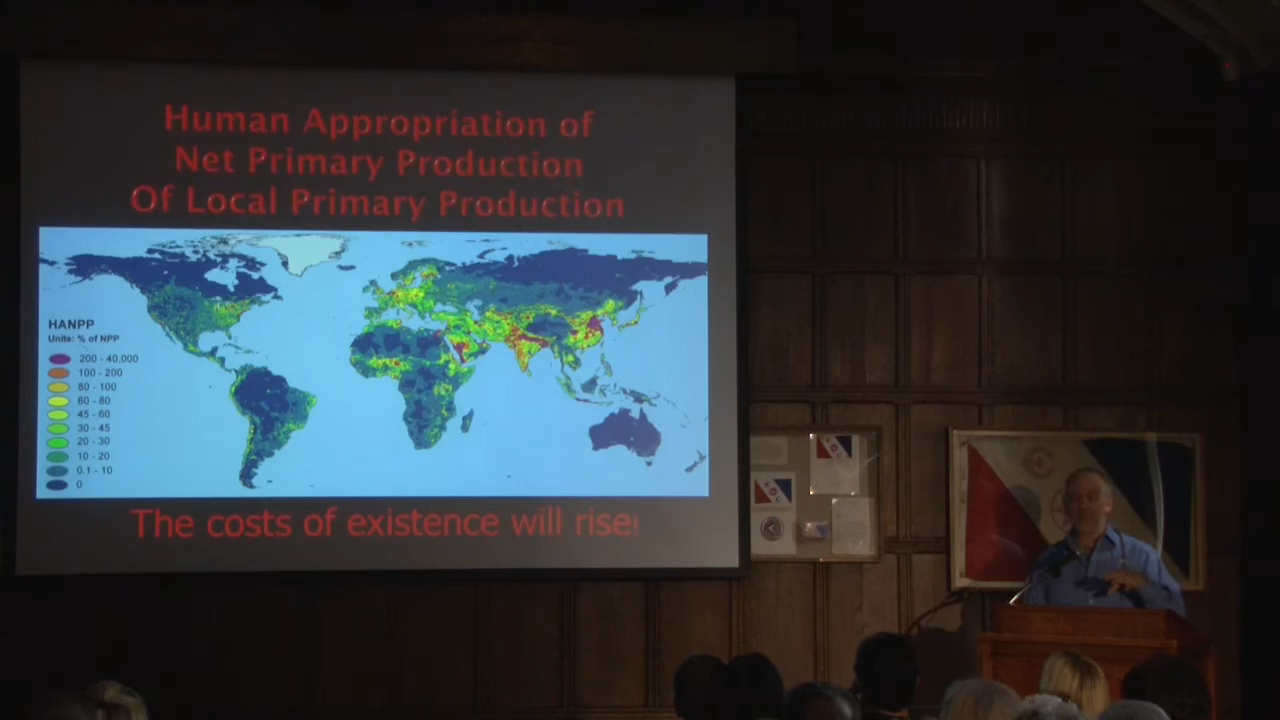 Human Appropriation of
Net Primary Production
Of Local Primary Production
HANPP
Units: % of NPP
200 - 40,000
100 - 200
80 - 100
60 - 80
45 - 60
30 - 45
20 - 30
10 - 20
0.1 - 10
0
The costs of existence will rise!